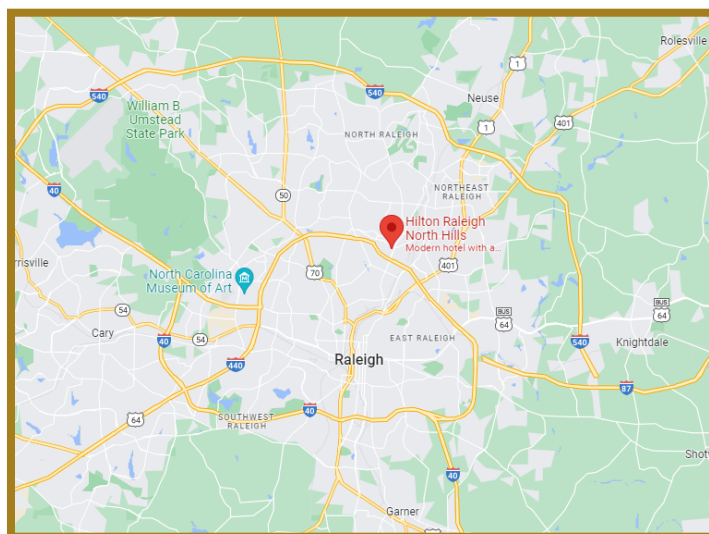 Rolesville
1
540
540
Neuse
William B.
Umstead
State Park
401
1
NORTH RALEIGH
40
50
NORTHEAST
RALEIGH
Hilton Raleigh
North Hills
Modern hotel with a...
rrisville
401
North Carolina
Museum of Art
70
54
BUS
64
BUS
64
Cary
54
40
EAST RALEIGH
540
Knightdale
Raleigh
440
87
64
SOUTHWEST
RALEIGH
40
Shot
40
Garner